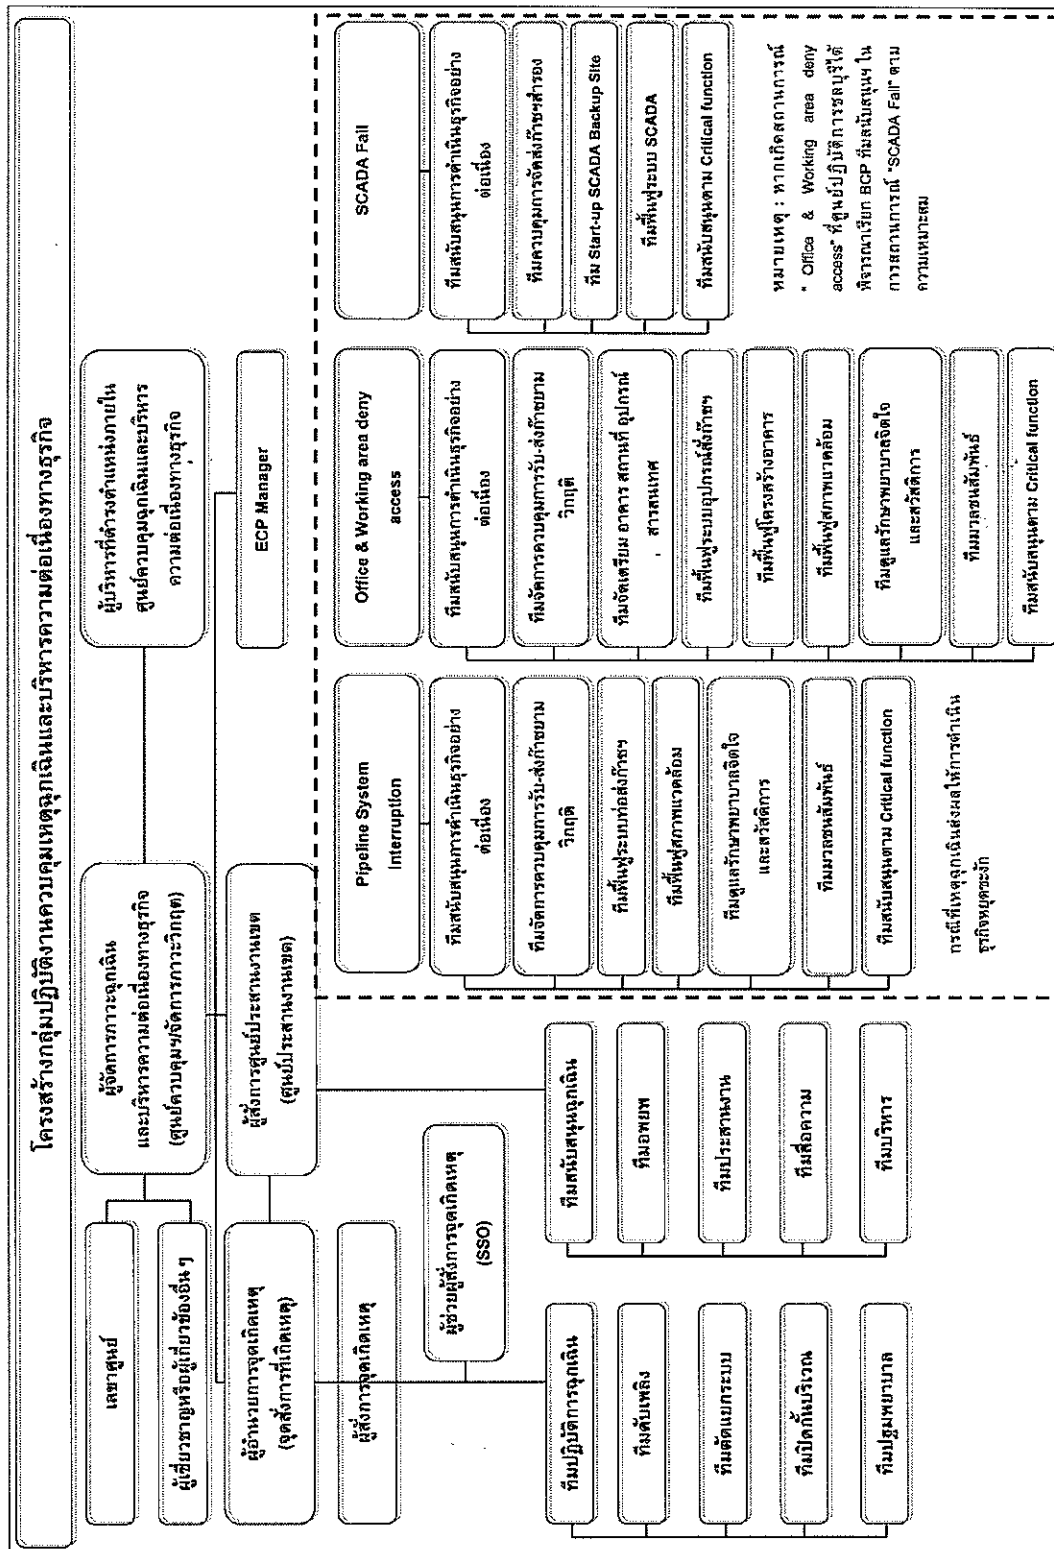 โครงสร้างกลุ่มปฏิบัติงานควบคุมเหตุฉุกเฉินและบริหารความต่อเนื่องทางธุรกิจ
เลขาศูนย์
ผู้เชี่ยวชาญหรือผู้เกี่ยวข้องอื่น ๆ
ผู้จัดการภาวะฉุกเฉิน
และบริหารความต่อเนื่องทางธุรกิจ
(ศูนย์ควบคุมฯ/จัดการภาวะวิกฤต)
ผู้บริหารที่ดำรงตำแหน่งภายใน
ศูนย์ควบคุมฉุกเฉินและบริหาร
ความต่อเนื่องทางธุรกิจ
ผู้อำนวยการจุดเกิดเหตุ
(จุดสั่งการที่เกิดเหตุ)
ผู้สั่งการศูนย์ประสานงานเขต
(ศูนย์ประสานงานเขต)
ECP Manager
ผู้สั่งการจุดเกิดเหตุ
ผู้ช่วยผู้สั่งการจุดเกิดเหตุ
(SSO)
ทีมปฏิบัติการฉุกเฉิน
ทีมดับเพลิง
ทีมตัดแยกระบบ
ทีมปิดกั้นบริเวณ
ทีมปฐมพยาบาล
ทีมสนับสนุนฉุกเฉิน
ทีมอพยพ
ทีมประสานงาน
ทีมสื่อความ
ทีมบริหาร
Pipeline System
Interruption
ทีมสนับสนุนการดำเนินธุรกิจอย่าง
ต่อเนื่อง
ทีมจัดการควบคุมการรับ-ส่งก๊าซยาม
วิกฤติ
ทีมฟื้นฟูระบบท่อส่งก๊าซฯ
ทีมฟื้นฟูสภาพแวดล้อม
ทีมดูแลรักษาพยาบาลจิตใจ
และสวัสดิการ
ทีมมวลชนสัมพันธ์
ทีมสนับสนุนตาม Critical function
กรณีที่เหตุฉุกเฉินส่งผลให้การดำเนิน
ธุรกิจหยุดชะงัก
Office & Working area deny
access
ทีมสนับสนุนการดำเนินธุรกิจอย่าง
ต่อเนื่อง
ทีมจัดการควบคุมการรับ-ส่งก๊าซยาม
วิกฤติ
ทีมจัดเตรียม อาคาร สถานที่ อุปกรณ์
, สารสนเทศ
ทีมฟื้นฟูระบบอุปกรณ์ส่งก๊าซฯ
ทีมฟื้นฟูโครงสร้างอาคาร
ทีมฟื้นฟูสภาพแวดล้อม
ทีมดูแลรักษาพยาบาลจิตใจ
และสวัสดิการ
ทีมมวลชนสัมพันธ์
ทีมสนับสนุนตาม Critical function
SCADA Fail
ทีมสนับสนุนการดำเนินธุรกิจอย่าง
ต่อเนื่อง
ทีมควบคุมการจัดส่งก๊าซฯสำรอง
ทีม Start-up SCADA Backup Site
ทีมฟื้นฟูระบบ SCADA
ทีมสนับสนุนตาม Critical function
หมายเหตุ : หากเกิดสถานการณ์
" Office & Working area deny
access" ที่ศูนย์ปฏิบัติการชลบุรีให้
พิจารณาเรียก BCP ทีมสนับสนุนฯ ใน
การสถานการณ์ "SCADA Fail" ตาม
ความเหมาะสม